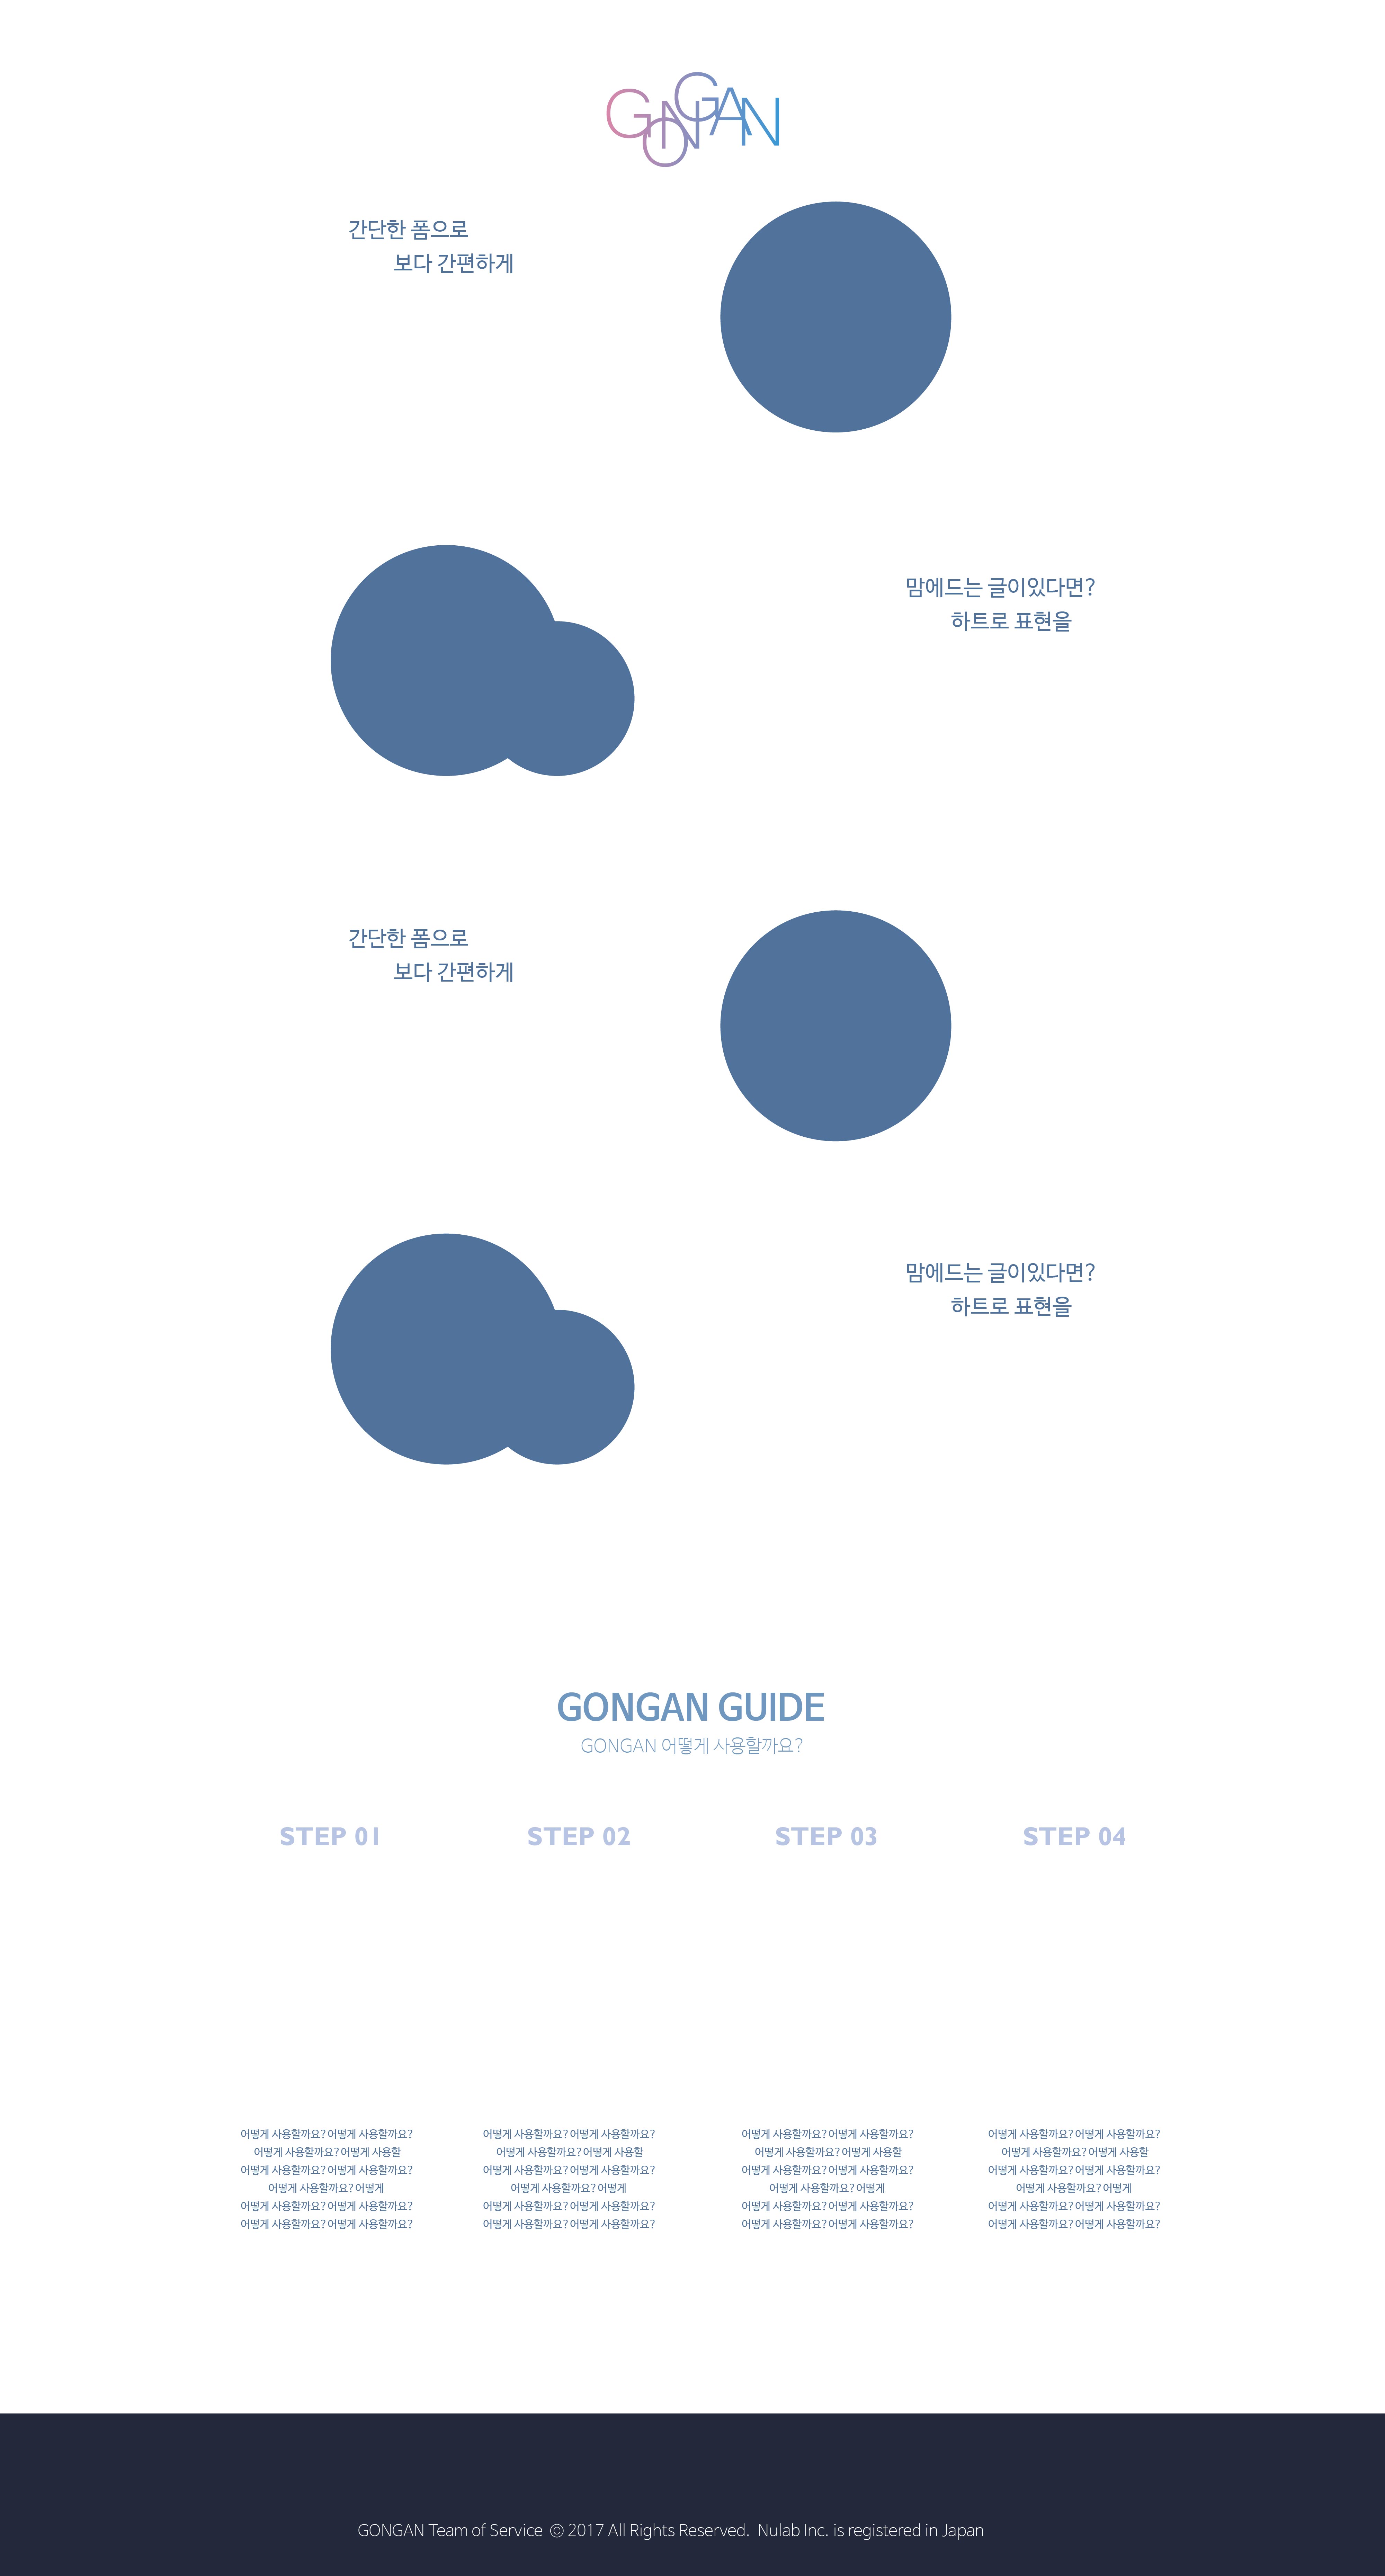 GONGAN
간단한 폼으로
보다 간편하게
맘에드는 글이있다면?
하트로 표현을
간단한 폼으로
보다 간편하게
맘에드는 글이있다면?
하트로 표현을
GONGAN GUIDE
GONGAN 어떻게 사용할까요?
STEP 01
STEP 02
STEP 03
STEP 04
어떻게 사용할까요? 어떻게 사용할까요?
어떻게 사용할까요? 어떻게 사용할
어떻게 사용할까요? 어떻게 사용할까요?
어떻게 사용할까요? 어떻게
어떻게 사용할까요? 어떻게 사용할까요?
어떻게 사용할까요? 어떻게 사용할까요?
어떻게 사용할까요? 어떻게 사용할까요?
어떻게 사용할까요? 어떻게 사용할
어떻게 사용할까요? 어떻게 사용할까요?
어떻게 사용할까요? 어떻게
어떻게 사용할까요? 어떻게 사용할까요?
어떻게 사용할까요? 어떻게 사용할까요?
어떻게 사용할까요? 어떻게 사용할까요?
어떻게 사용할까요? 어떻게 사용할
어떻게 사용할까요? 어떻게 사용할까요?
어떻게 사용할까요? 어떻게
어떻게 사용할까요? 어떻게 사용할까요?
어떻게 사용할까요? 어떻게 사용할까요?
어떻게 사용할까요? 어떻게 사용할까요?
어떻게 사용할까요? 어떻게 사용할
어떻게 사용할까요? 어떻게 사용할까요?
어떻게 사용할까요? 어떻게
어떻게 사용할까요? 어떻게 사용할까요?
어떻게 사용할까요? 어떻게 사용할까요?
GONGAN Team of Service © 2017 All Rights Reserved. Nulab Inc. is registered in Japan